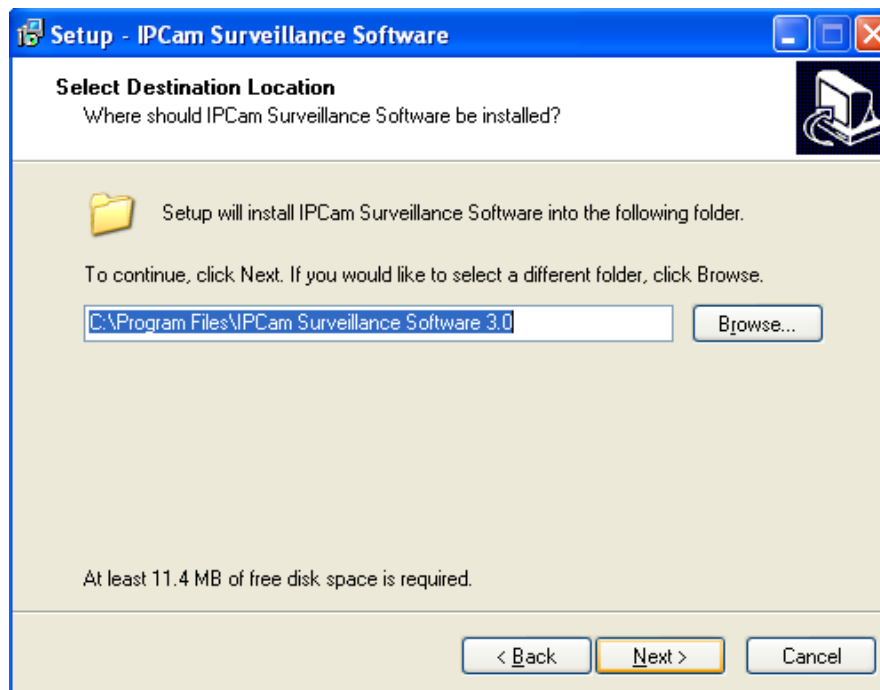 Setup - IPCam Surveillance Software
Select Destination Location
Where should IPCam Surveillance Software be installed?
Setup will install IPCam Surveillance Software into the following folder.
To continue, click Next. If you would like to select a different folder, click Browse.
C:\Program Files\IPCam Surveillance Software 3.0
Browse...
At least 11.4 MB of free disk space is required.
< Back
Next >
Cancel